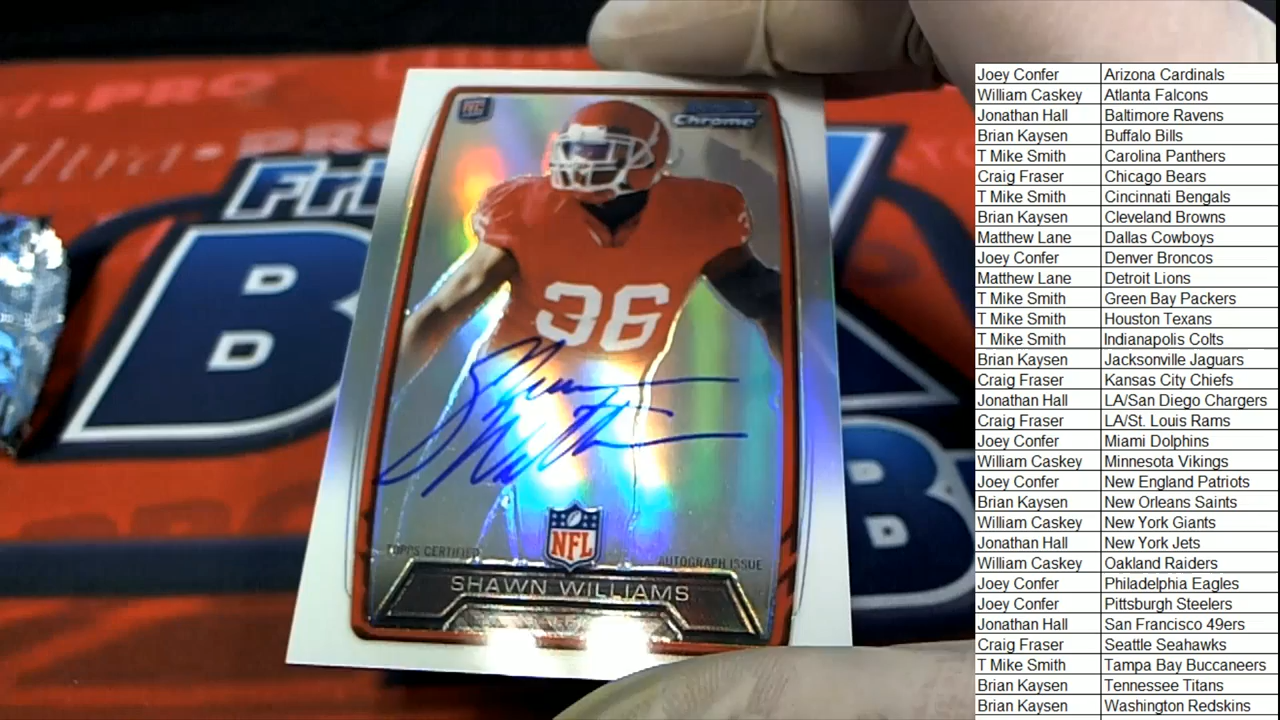 RC
Chrome
36
36
Shawn Williams
NFL
TOPPS CERTIFIED
AUTOGRAPH ISSUE
SHAWN WILLIAMS
PRO
B
B
Joey Confer Arizona Cardinals
William Caskey Atlanta Falcons
Jonathan Hall Baltimore Ravens
Brian Kaysen Buffalo Bills
T Mike Smith Carolina Panthers
Craig Fraser Chicago Bears
T Mike Smith Cincinnati Bengals
Brian Kaysen Cleveland Browns
Matthew Lane Dallas Cowboys
Joey Confer Denver Broncos
Matthew Lane Detroit Lions
T Mike Smith Green Bay Packers
T Mike Smith Houston Texans
T Mike Smith Indianapolis Colts
Brian Kaysen Jacksonville Jaguars
Craig Fraser Kansas City Chiefs
Jonathan Hall LA/San Diego Chargers
Craig Fraser LA/St. Louis Rams
Joey Confer Miami Dolphins
William Caskey Minnesota Vikings
Joey Confer New England Patriots
Brian Kaysen New Orleans Saints
William Caskey New York Giants
Jonathan Hall New York Jets
William Caskey Oakland Raiders
Joey Confer Philadelphia Eagles
Joey Confer Pittsburgh Steelers
Jonathan Hall San Francisco 49ers
Craig Fraser Seattle Seahawks
T Mike Smith Tampa Bay Buccaneers
Brian Kaysen Tennessee Titans
Brian Kaysen Washington Redskins
T Mike Smith